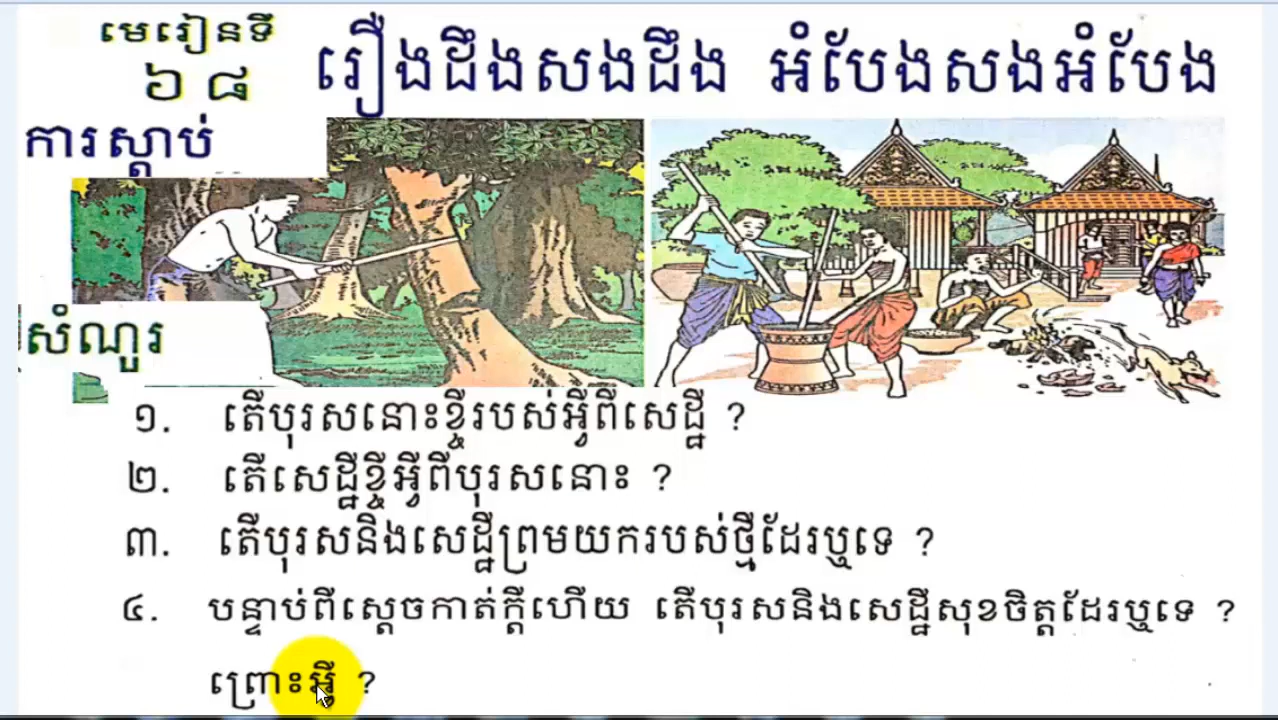 មេរៀនទី
៦៨
រឿងដឹងសងដឹង អំបែងសងអំបែង
ការស្តាប់
សំណួរ
១. តើបុរសនោះខ្ចីរបស់អ្វីពីសេដ្ឋី ?
២. តើសេដ្ឋីខ្ចីអ្វីពីបុរសនោះ ?
៣. តើបុរសនិងសេដ្ឋីព្រមយករបស់ថ្មីដែរឬទេ ?
៤. បន្ទាប់ពីស្តេចកាត់ក្តីហើយ តើបុរសនិងសេដ្ឋីសុខចិត្តដែរឬទេ ?
ព្រោះអ្វី ?